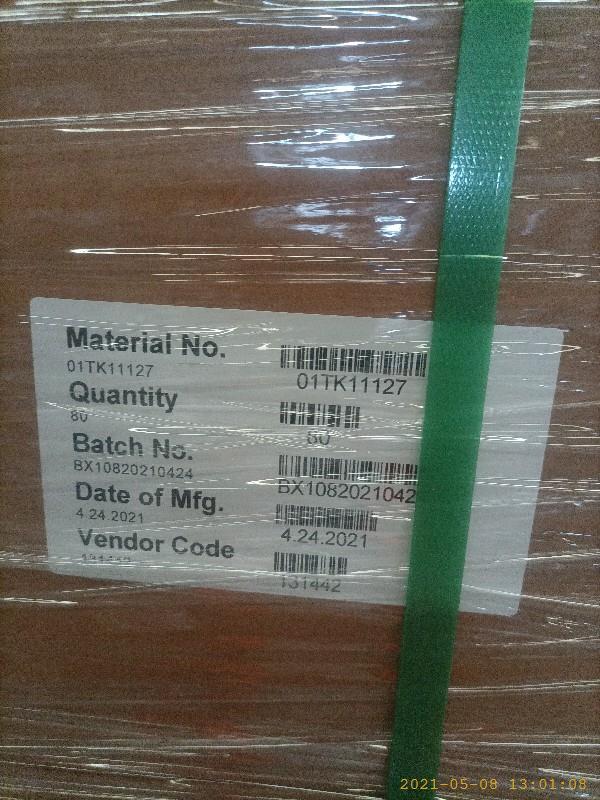 Material No.
01TK11127
01TK11127
Quantity
80
80
Batch No.
BX10820210424
BX1082021042
Date of Mfg.
4.24.2021
4.24.2021
Vendor Code
131442
131442
2021-05-08 13:01:08